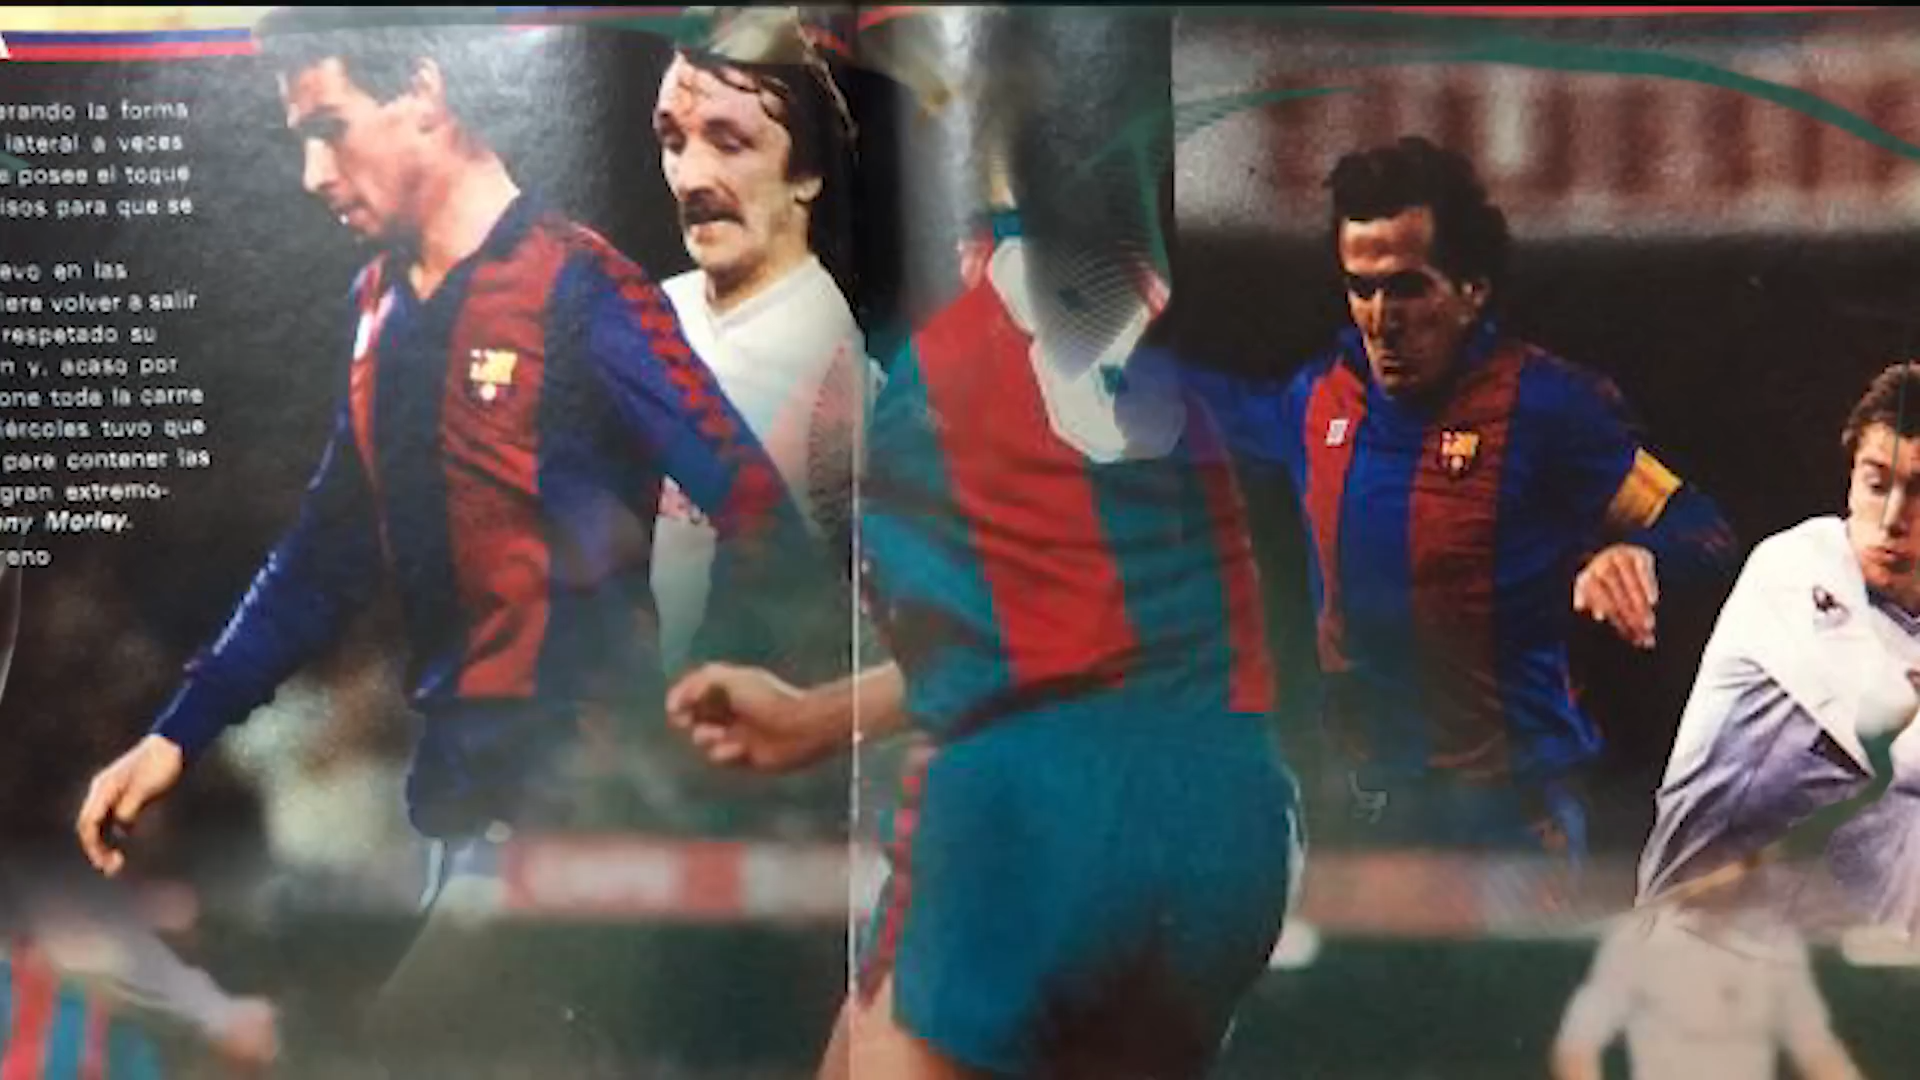 erando la forma
lateral a veces
e posee el toque
isos para que se
evo en las
iere volver a salir
respetado su
n y, acaso por
one toda la carne
iércoles tuvo que
para contener las
gran extremo-
ony Morley.
reno